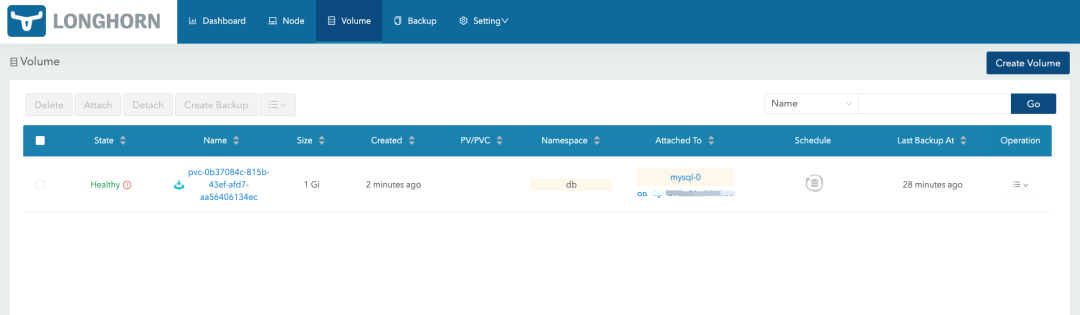 LONGHORN
Dashboard Node Volume Backup Setting
Volume
Create Volume
Delete Attach Detach Create Backup
Name
Go
State Name Size Created PV/PVC Namespace Attached To Schedule Last Backup At Operation
Healthy
pvc-0b37084c-815b-
43ef-afd7-
aa56406134ec
1 Gi
2 minutes ago
db
mysql-0
on
28 minutes ago